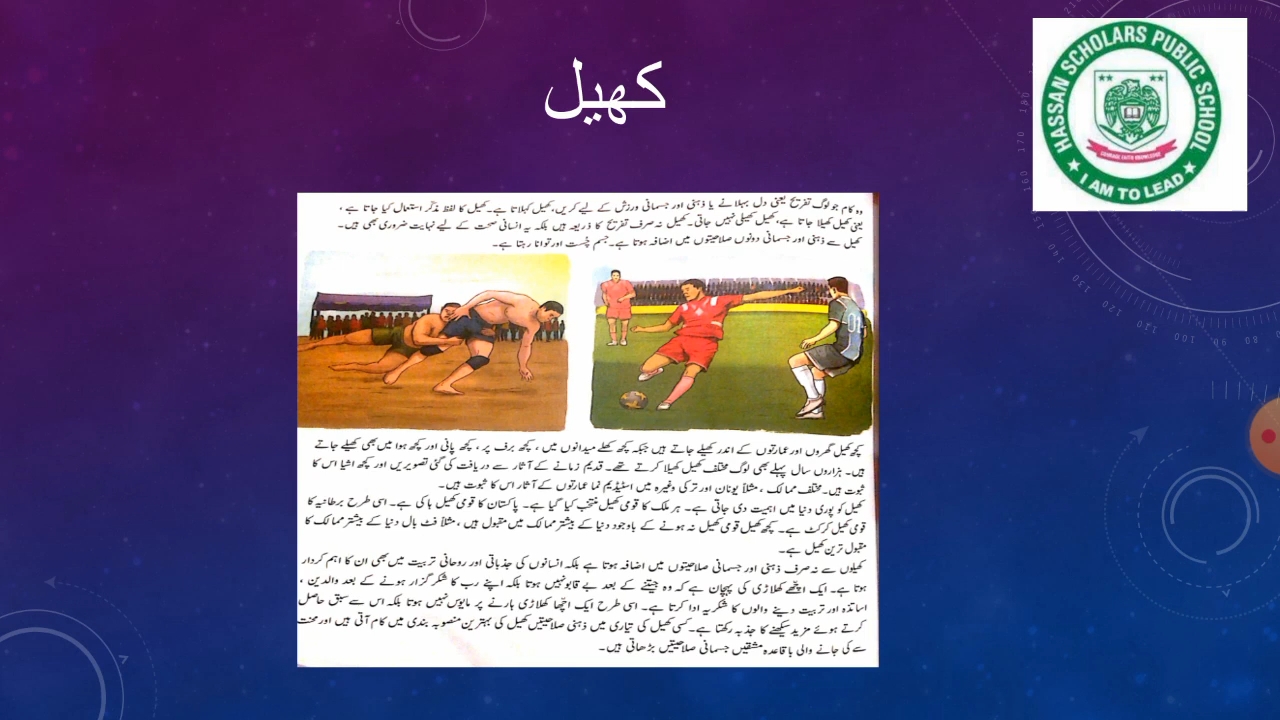 کھیل
HASSAN SCHOLARS PUBLIC SCHOOL
COURAGE FAITH KNOWLEDGE
I AM TO LEAD
وہ کام جو لوگ تفریح یعنی دل بہلانے یا ذہنی اور جسمانی ورزش کے لیے کریں، کھیل کہلاتا ہے۔ کھیل کا لفظ مذکر استعمال کیا جاتا ہے ،
یعنی کھیل کھیلا جاتا ہے، کھیل کھیلی نہیں جاتی۔ کھیل نہ صرف تفریح کا ذریعہ ہیں بلکہ یہ انسانی صحت کے لیے نہایت ضروری بھی ہیں۔
کھیل سے ذہنی اور جسمانی دونوں صلاحیتوں میں اضافہ ہوتا ہے۔ جسم چُست اور توانا رہتا ہے۔
کچھ کھیل گھروں اور عمارتوں کے اندر کھیلے جاتے ہیں جبکہ کچھ کھلے میدانوں میں ، کچھ برف پر ، کچھ پانی اور کچھ ہوا میں بھی کھیلے جاتے
ہیں۔ ہزاروں سال پہلے بھی لوگ مختلف کھیل کھیلا کرتے تھے۔ قدیم زمانے کے آثار سے دریافت کی گئی تصویریں اور کچھ اشیا اس کا
ثبوت ہیں۔ مختلف ممالک ، مثلاً یونان اور ترکی وغیرہ میں اسٹیڈیم نما عمارتوں کے آثار اس کا ثبوت ہیں۔
کھیل کو پوری دنیا میں اہمیت دی جاتی ہے۔ ہر ملک کا قومی کھیل منتخب کیا گیا ہے۔ پاکستان کا قومی کھیل ہاکی ہے۔ اسی طرح برطانیہ کا
قومی کھیل کرکٹ ہے۔ کچھ کھیل قومی کھیل نہ ہونے کے باوجود دنیا کے بیشتر ممالک میں مقبول ہیں ، مثلاً فٹ بال دنیا کے بیشتر ممالک کا
مقبول ترین کھیل ہے۔
کھیلوں سے نہ صرف ذہنی اور جسمانی صلاحیتوں میں اضافہ ہوتا ہے بلکہ انسانوں کی جذباتی اور روحانی تربیت میں بھی ان کا اہم کردار
ہوتا ہے۔ ایک اچھے کھلاڑی کی پہچان ہے کہ وہ جیتنے کے بعد بے قابو نہیں ہوتا بلکہ اپنے رب کا شکر گزار ہونے کے بعد والدین ،
اساتذہ اور تربیت دینے والوں کا شکریہ ادا کرتا ہے۔ اسی طرح ایک اچھا کھلاڑی ہارنے پر مایوس نہیں ہوتا بلکہ اس سے سبق حاصل
کرتے ہوئے مزید سیکھنے کا جذبہ رکھتا ہے۔ کسی کھیل کی تیاری میں ذہنی صلاحیتیں کھیل کی بہترین منصوبہ بندی میں کام آتی ہیں اور محنت
سے کی جانے والی باقاعدہ مشقیں جسمانی صلاحیتیں بڑھاتی ہیں۔